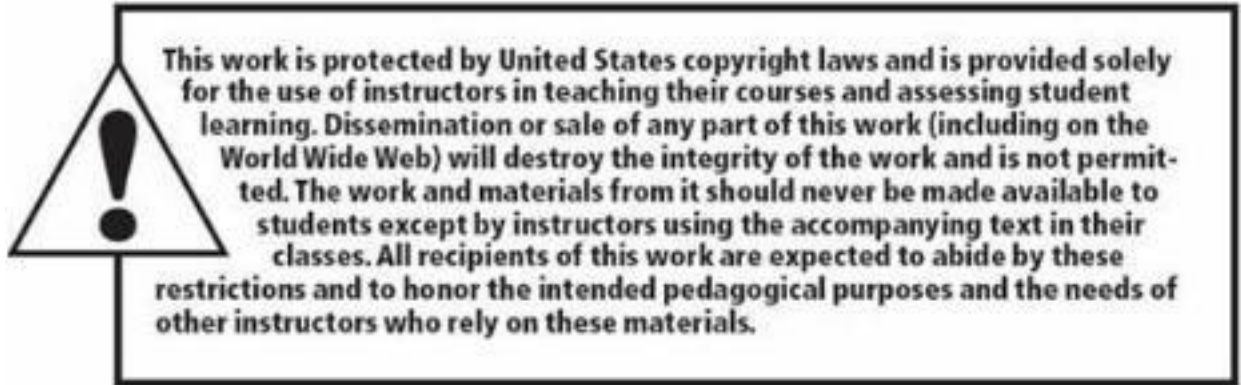 This work is protected by United States copyright laws and is provided solely
for the use of instructors in teaching their courses and assessing student
learning. Dissemination or sale of any part of this work (including on the
World Wide Web) will destroy the integrity of the work and is not permit-
ted. The work and materials from it should never be made available to
students except by instructors using the accompanying text in their
classes. All recipients of this work are expected to abide by these
restrictions and to honor the intended pedagogical purposes and the needs of
other instructors who rely on these materials.